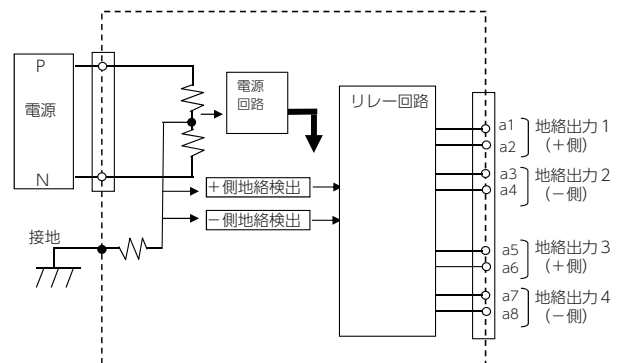 P
電源
N
接地
電源
回路
＋側地絡検出
－側地絡検出
リレー回路
a1
a2
地絡出力1
(＋側)
a3
a4
地絡出力2
(－側)
a5
a6
地絡出力3
(＋側)
a7
a8
地絡出力4
(－側)